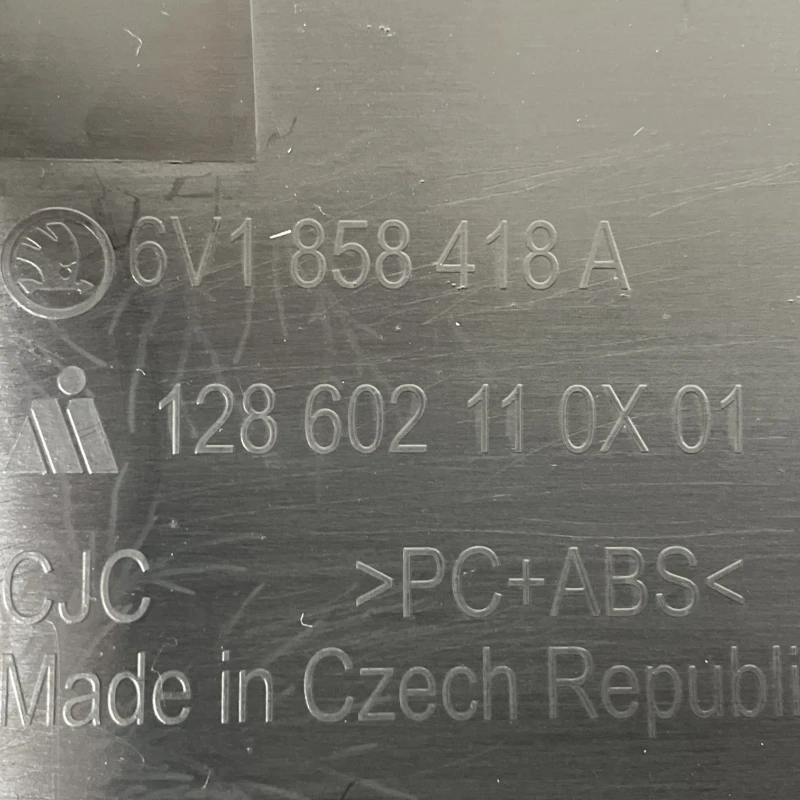 6V1 858 418 A
128 602 11 0X 01
CJC >PC+ABS<
Made in Czech Republi